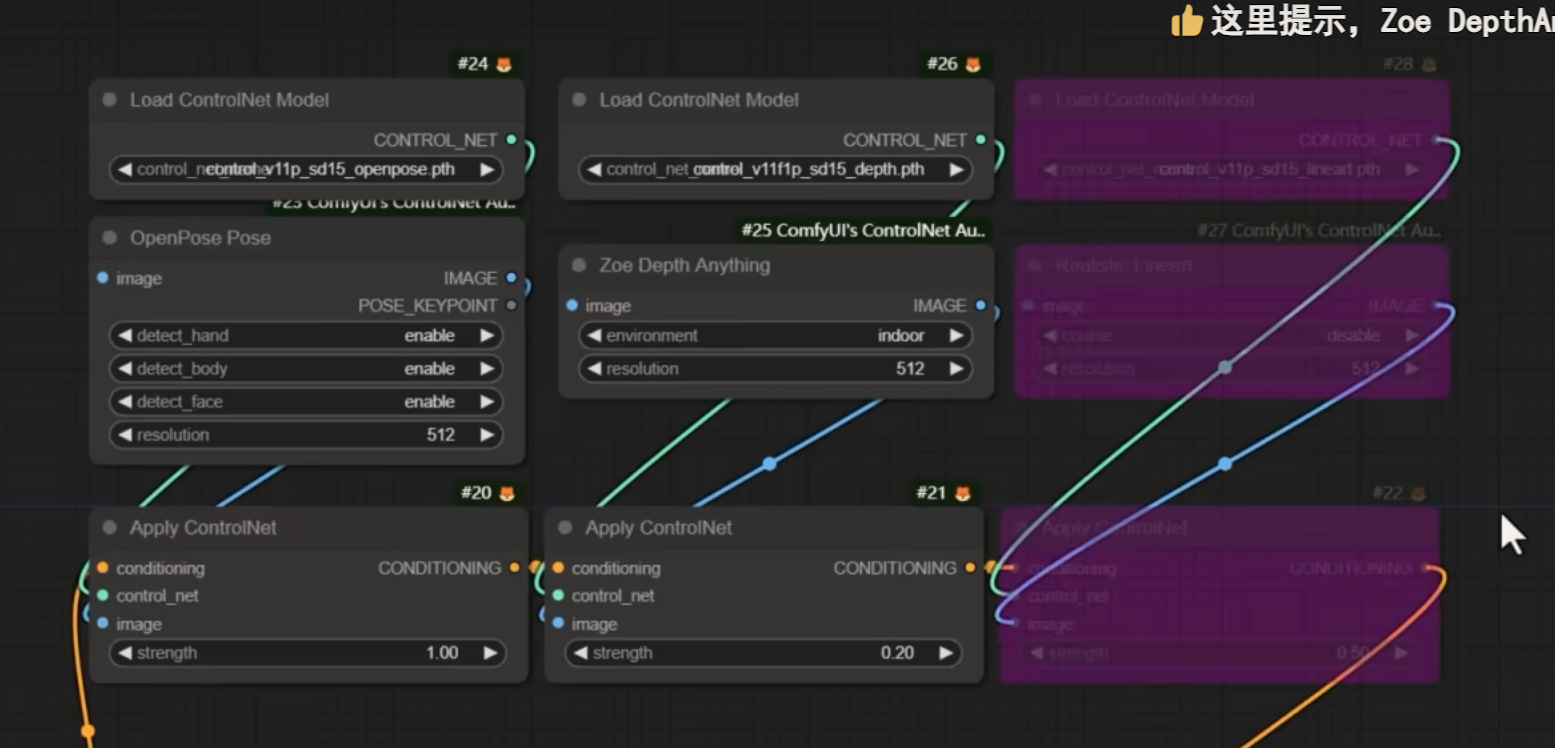 👍这里提示，Zoe DepthAn
#24
#26
#28
Load ControlNet Model
Load ControlNet Model
Load ControlNet Model
CONTROL_NET
CONTROL_NET
CONTROL_NET
control_v11p_sd15_openpose.pth
control_net control_v11f1p_sd15_depth.pth
control_net_ control_v11p_sd15_lineart.pth
#23 ComfyUI's ControlNet Au..
#25 ComfyUI's ControlNet Au..
#27 ComfyUI's ControlNet Au..
OpenPose Pose
Zoe Depth Anything
Realistic Lineart
image IMAGE
POSE_KEYPOINT
image IMAGE
image IMAGE
detect_hand enable
detect_body enable
detect_face enable
resolution 512
environment indoor
resolution 512
disable
resolution 512
#20
#21
#22
Apply ControlNet
Apply ControlNet
Apply ControlNet
conditioning CONDITIONING
control_net
image
strength 1.00
conditioning CONDITIONING
control_net
image
strength 0.20
conditioning CONDITIONING
control_net
image
strength 0.50